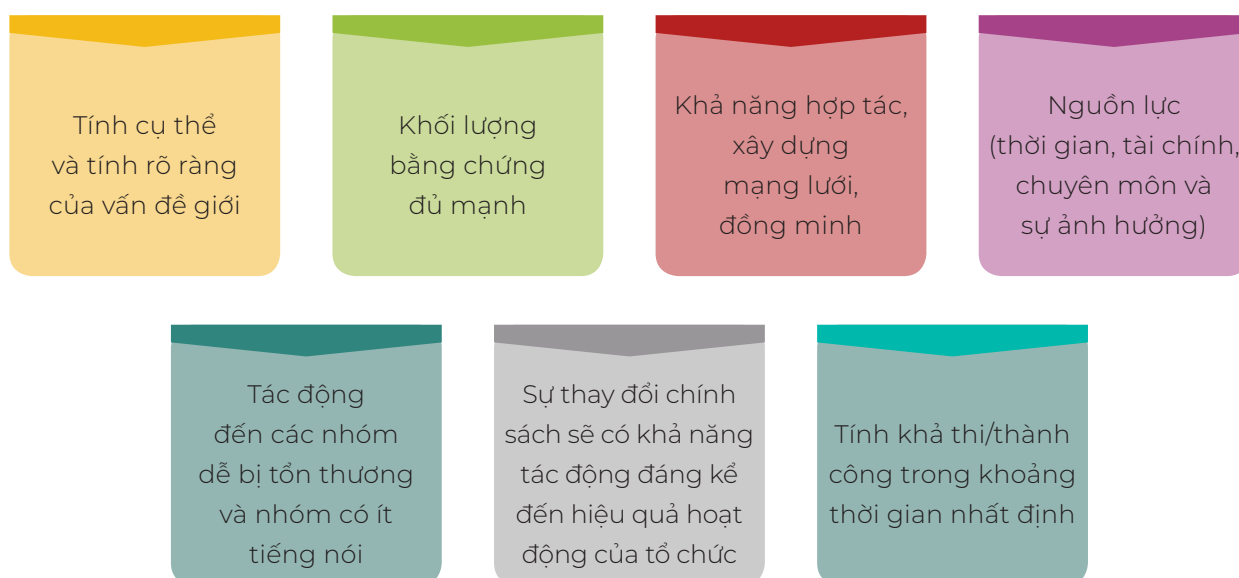 Tính cụ thể
và tính rõ ràng
của vấn đề giới
Khối lượng
bằng chứng
đủ mạnh
Khả năng hợp tác,
xây dựng
mạng lưới,
đồng minh
Nguồn lực
(thời gian, tài chính,
chuyên môn và
sự ảnh hưởng)
Tác động
đến các nhóm
dễ bị tổn thương
và nhóm có ít
tiếng nói
Sự thay đổi chính
sách sẽ có khả năng
tác động đáng kể
đến hiệu quả hoạt
động của tổ chức
Tính khả thi/thành
công trong khoảng
thời gian nhất định